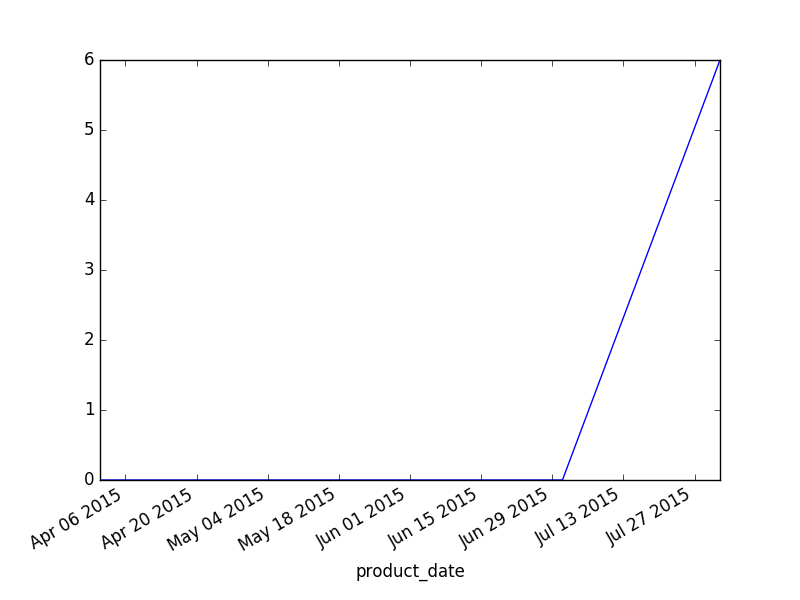 6
5
4
3
2
1
0
Apr 06 2015
Apr 20 2015
May 04 2015
May 18 2015
Jun 01 2015
Jun 15 2015
Jun 29 2015
Jul 13 2015
Jul 27 2015
product_date